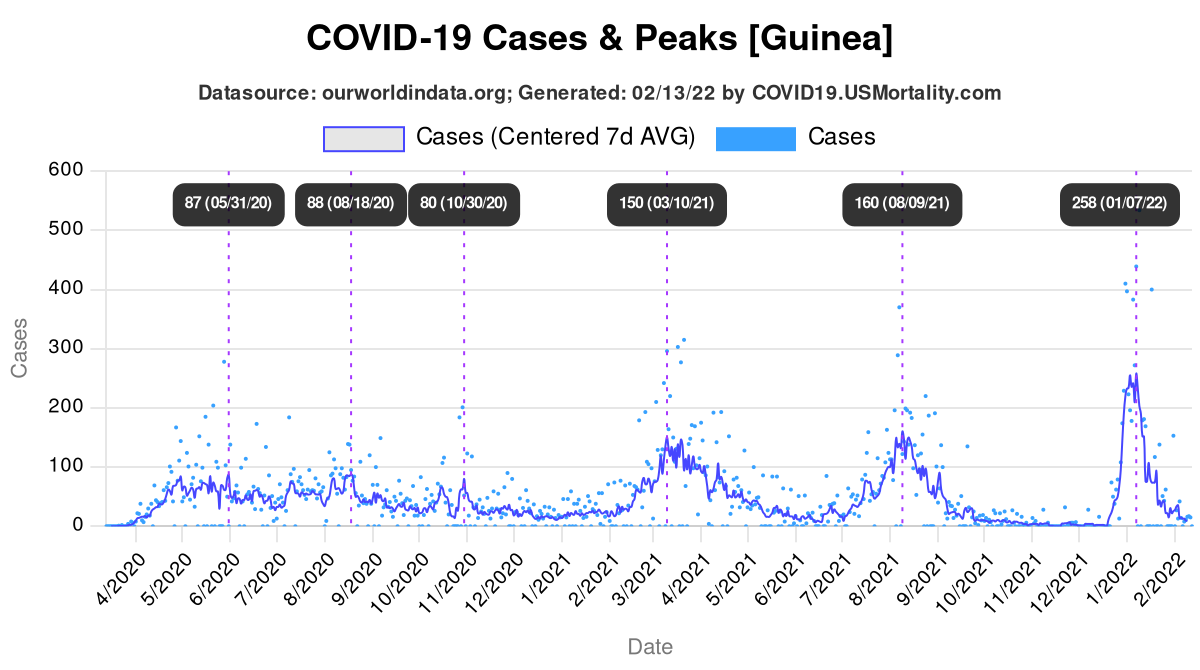 COVID-19 Cases & Peaks [Guinea]
Datasource: ourworldindata.org; Generated: 02/13/22 by COVID19.USMortality.com
Cases (Centered 7d AVG) Cases
600
87 (05/31/20) 88 (08/18/20) 80 (10/30/20) 150 (03/10/21) 160 (08/09/21) 258 (01/07/22)
500
400
300
200
100
0
Cases
4/2020 5/2020 6/2020 7/2020 8/2020 9/2020 10/2020 11/2020 12/2020 1/2021 2/2021 3/2021 4/2021 5/2021 6/2021 7/2021 8/2021 9/2021 10/2021 11/2021 12/2021 1/2022 2/2022
Date